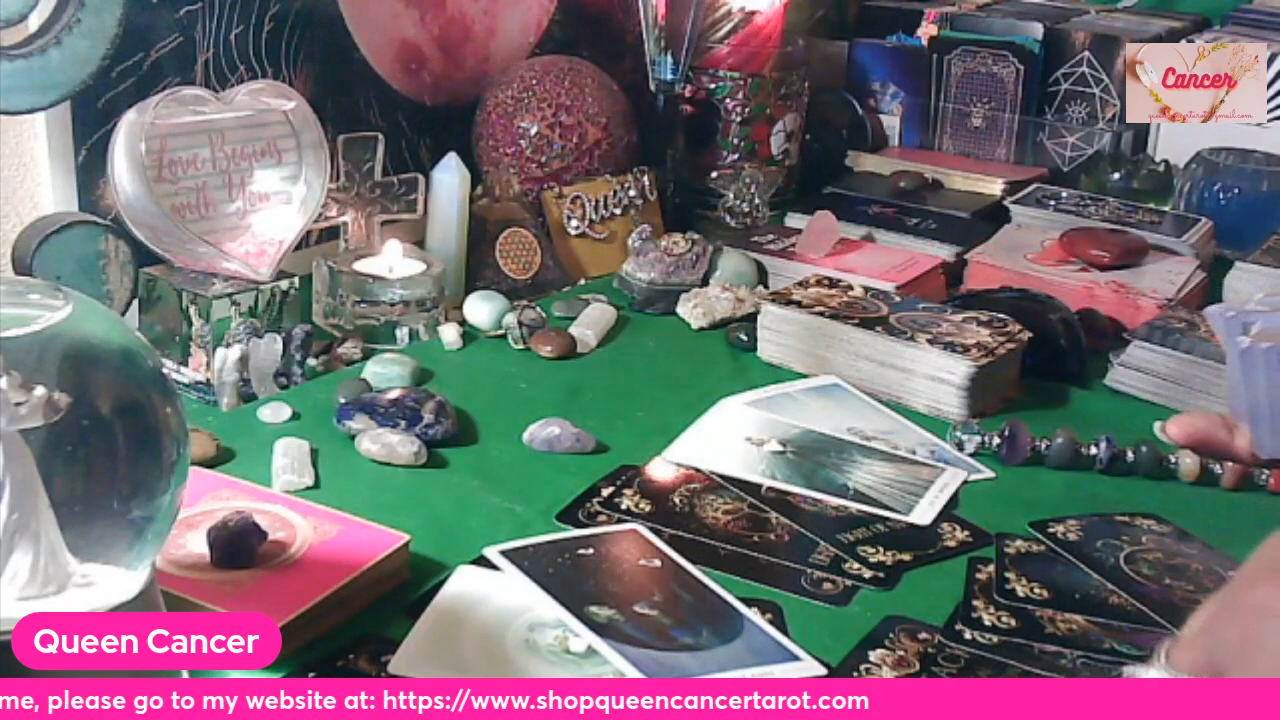 Cancer
Love Begins
with You
Queen
Queen Cancer
me, please go to my website at: https://www.shopqueencancertarot.com